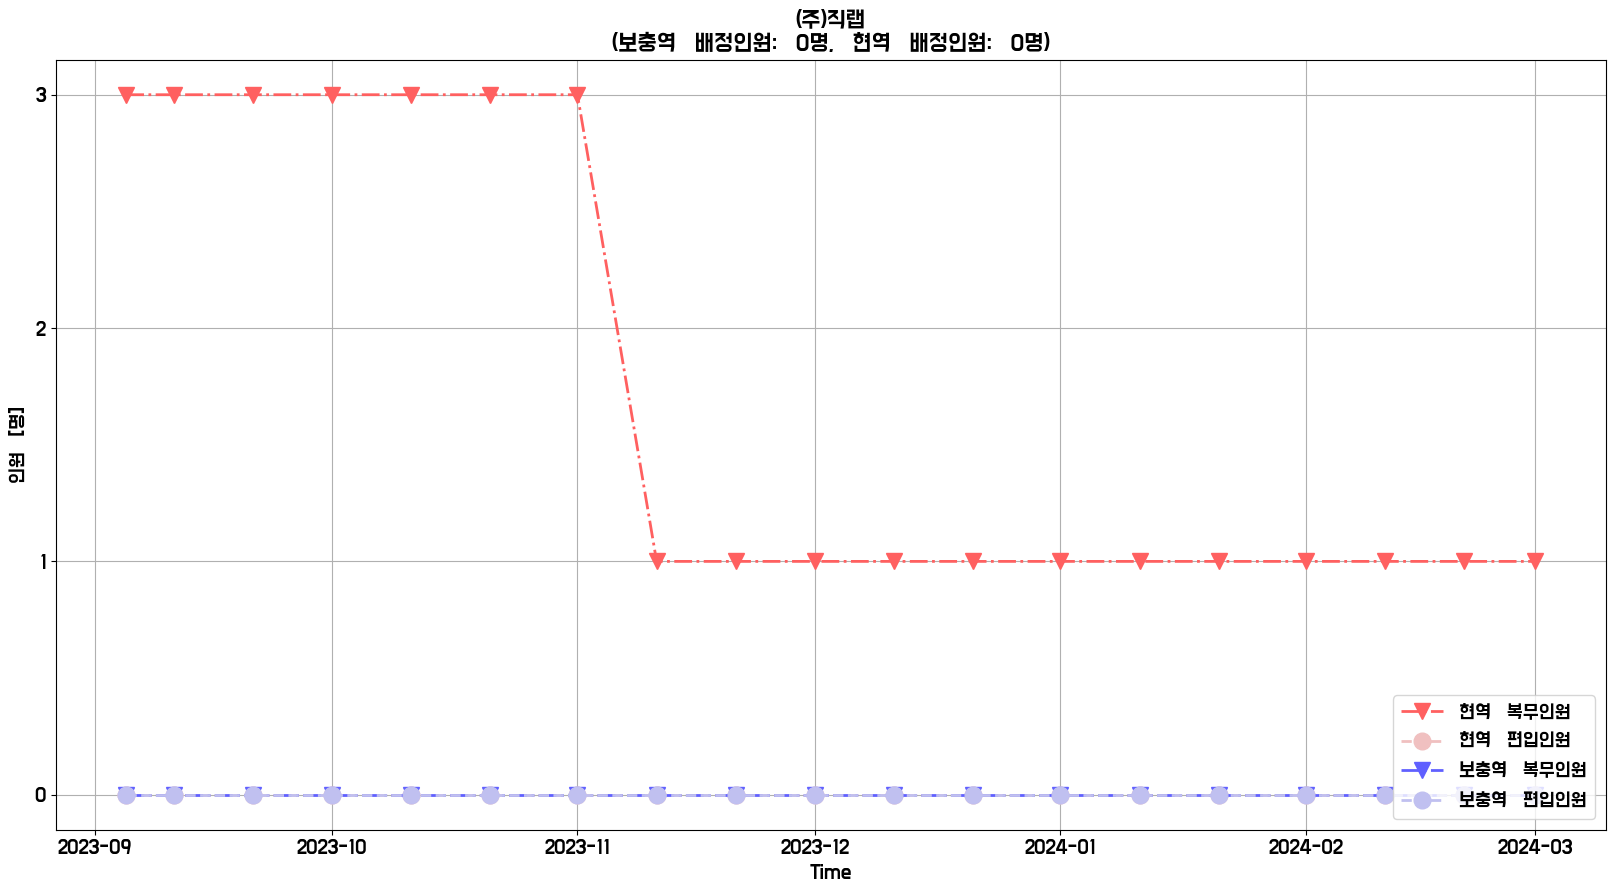 (주)직랩
(보충역 배정인원: 0명, 현역 배정인원: 0명)
3
2
1
0
인원 [명]
2023-09 2023-10 2023-11 2023-12 2024-01 2024-02 2024-03
Time
현역 복무인원
현역 편입인원
보충역 복무인원
보충역 편입인원